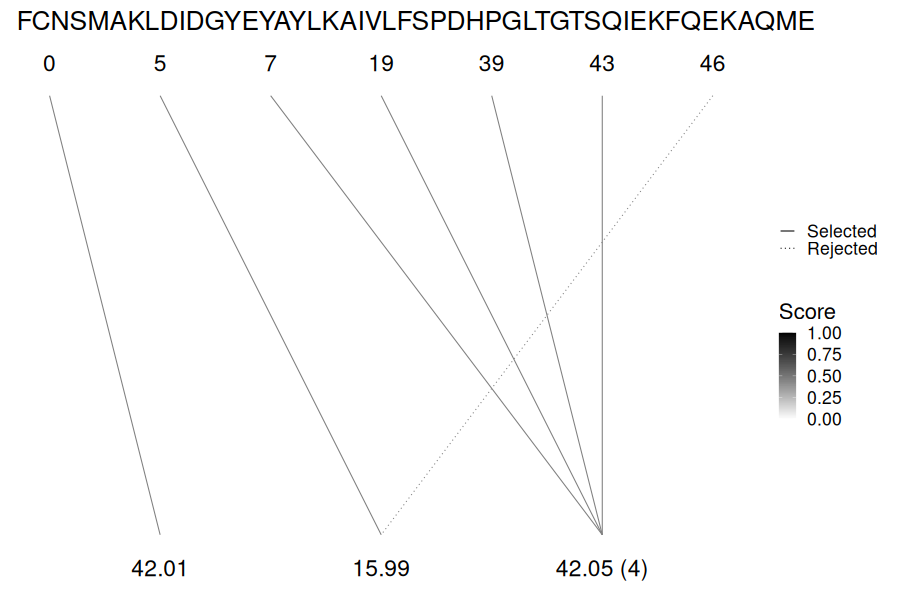 FCNSMAKLDIDGYEYAYLKAIVLFSPDHPGLTGTSQIEKFQEKAQME
0 5 7 19 39 43 46
Selected
Rejected
Score
1.00
0.75
0.50
0.25
0.00
42.01 15.99 42.05 (4)